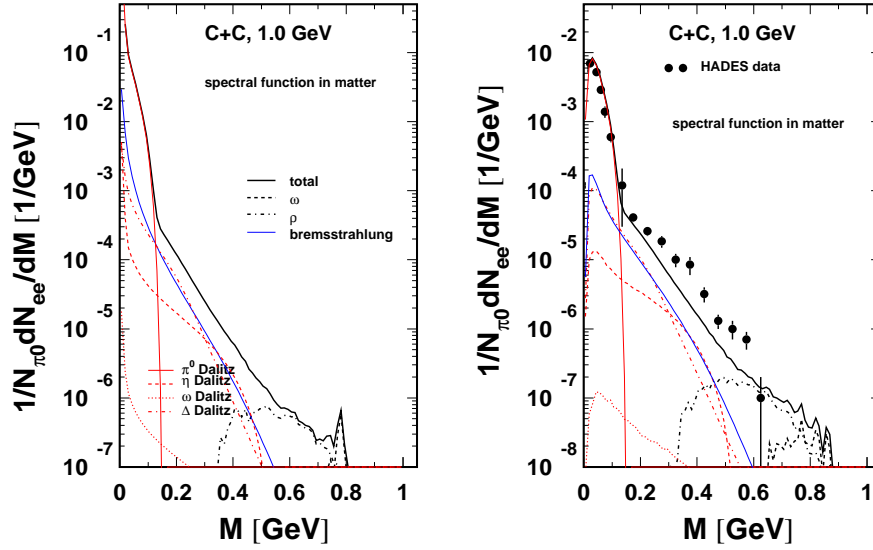 C+C, 1.0 GeV
spectral function in matter
total
ω
ρ
bremsstrahlung
π⁰ Dalitz
η Dalitz
ω Dalitz
Δ Dalitz
10⁻¹
10⁻²
10⁻³
10⁻⁴
10⁻⁵
10⁻⁶
10⁻⁷
10
1/N_π0 dN_ee/dM [1/GeV]
0 0.2 0.4 0.6 0.8 1
M [GeV]
C+C, 1.0 GeV
HADES data
spectral function in matter
10⁻²
10⁻³
10⁻⁴
10⁻⁵
10⁻⁶
10⁻⁷
10⁻⁸
1/N_π0 dN_ee/dM [1/GeV]
0 0.2 0.4 0.6 0.8 1
M [GeV]